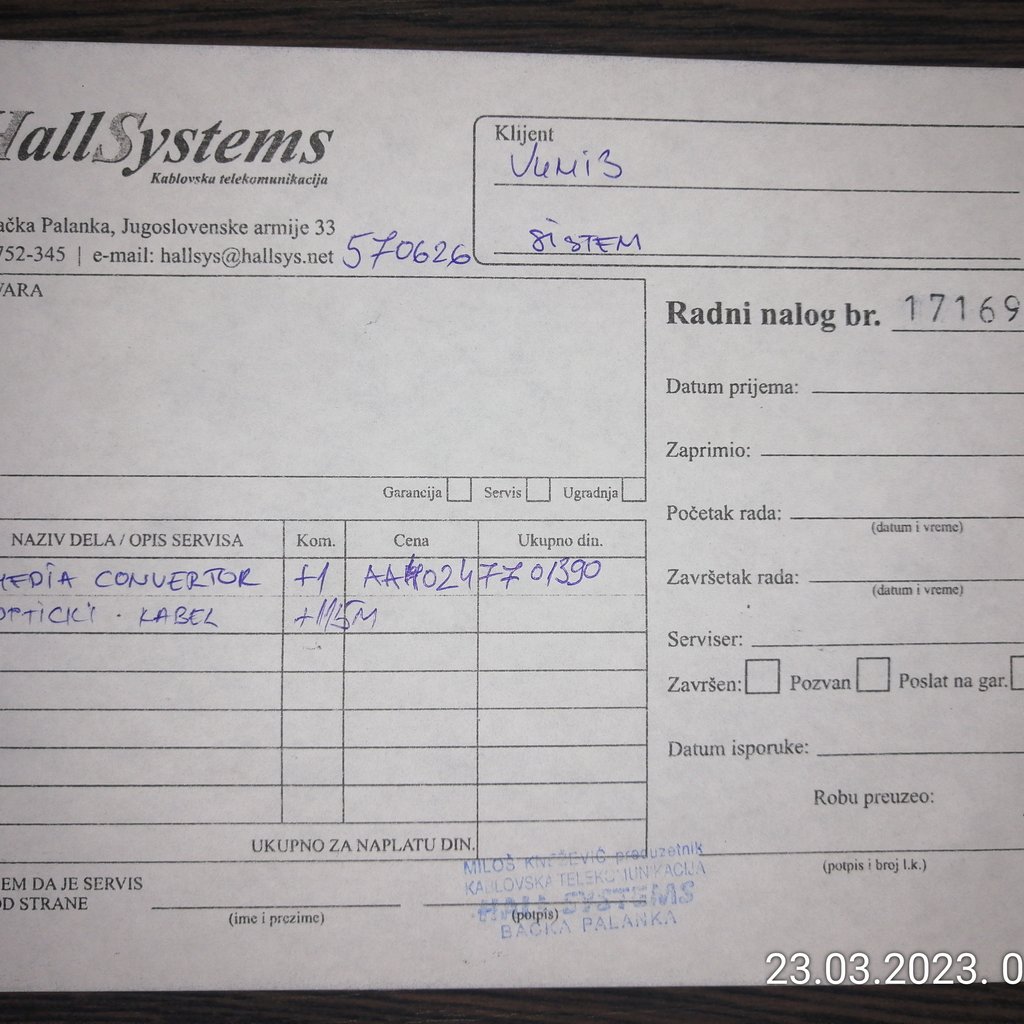 HallSystems
Kablovska telekomunikacija
ačka Palanka, Jugoslovenske armije 33
752-345 | e-mail: hallsys@hallsys.net 570626
Klijent
SISTEM
VARA
Radni nalog br. 17169
Datum prijema:
Zaprimio:
Garancija Servis Ugradnja
Početak rada:
(datum i vreme)
NAZIV DELA / OPIS SERVISA Kom. Cena Ukupno din.
MEDIA CONVERTOR +1 AA402477 01390
OPTICKI KABEL
Završetak rada:
(datum i vreme)
Serviser:
Završen: Pozvan Poslat na gar.
Datum isporuke:
Robu preuzeo:
(potpis i broj l.k.)
UKUPNO ZA NAPLATU DIN.
EM DA JE SERVIS
OD STRANE
(ime i prezime)
(potpis)
MILOŠ KNEŽEVIĆ preduzetnik
KABLOVSKA TELEKOMUNIKACIJA
HALL SYSTEMS
BAČKA PALANKA
23.03.2023. 0